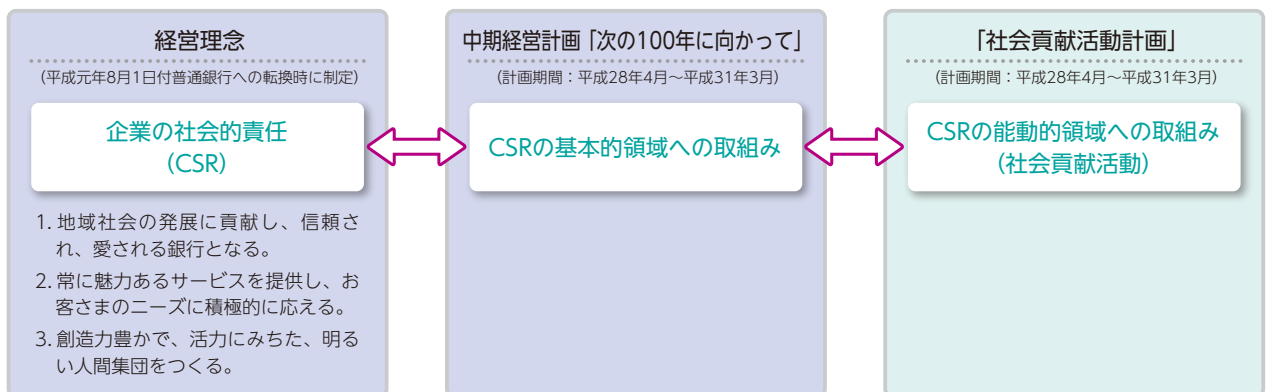 経営理念
(平成元年8月1日付普通銀行への転換時に制定)
企業の社会的責任
(CSR)
1. 地域社会の発展に貢献し、信頼さ
れ、愛される銀行となる。
2. 常に魅力あるサービスを提供し、お
客さまのニーズに積極的に応える。
3. 創造力豊かで、活力にみちた、明る
い人間集団をつくる。
中期経営計画「次の100年に向かって」
(計画期間：平成28年4月～平成31年3月)
CSRの基本的領域への取組み
「社会貢献活動計画」
(計画期間：平成28年4月～平成31年3月)
CSRの能動的領域への取組み
(社会貢献活動)